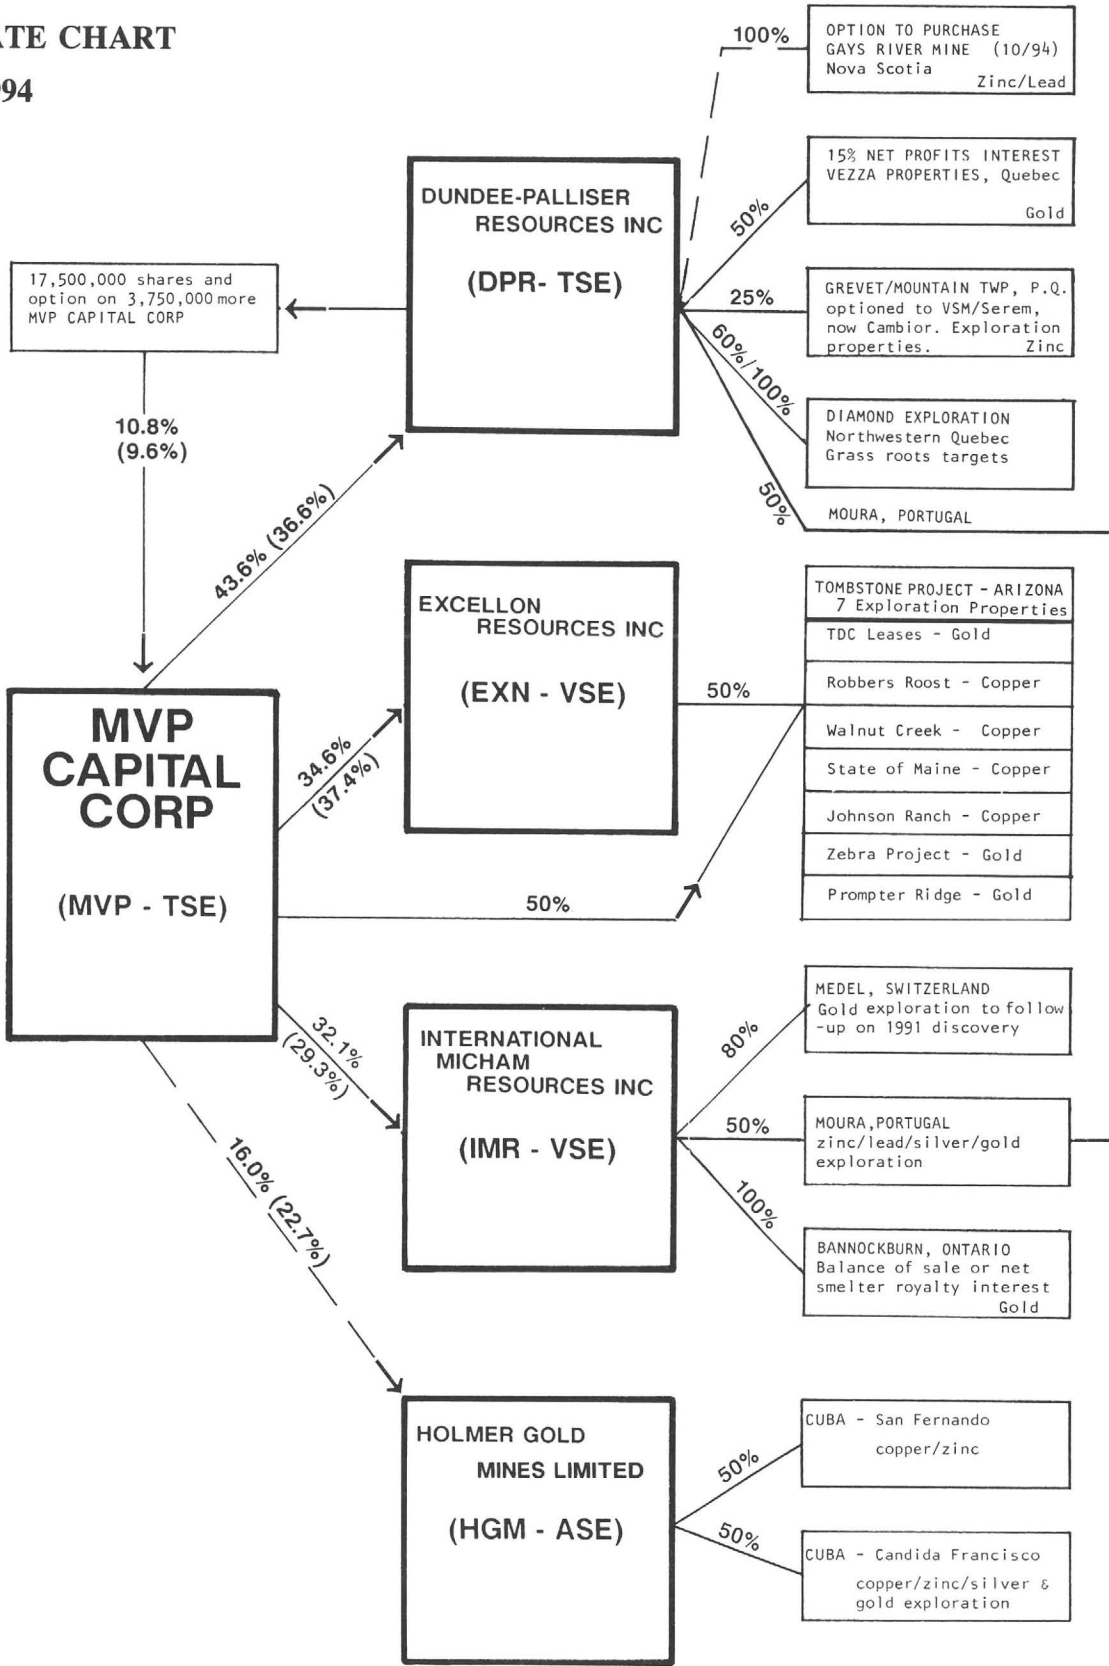 ATE CHART
94
100%
OPTION TO PURCHASE
GAYS RIVER MINE (10/94)
Nova Scotia
Zinc/Lead
DUNDEE-PALLISER
RESOURCES INC
(DPR- TSE)
50%
15% NET PROFITS INTEREST
VEZZA PROPERTIES, Quebec
Gold
17,500,000 shares and
option on 3,750,000 more
MVP CAPITAL CORP
25%
GREVET/MOUNTAIN TWP, P.Q.
optioned to VSM/Serem,
now Cambior. Exploration
properties. Zinc
60%/100%
DIAMOND EXPLORATION
Northwestern Quebec
Grass roots targets
10.8%
(9.6%)
43.6% (36.6%)
50%
MOURA, PORTUGAL
EXCELLON
RESOURCES INC
(EXN - VSE)
50%
TOMBSTONE PROJECT - ARIZONA
7 Exploration Properties
TDC Leases - Gold
Robbers Roost - Copper
Walnut Creek - Copper
State of Maine - Copper
Johnson Ranch - Copper
Zebra Project - Gold
Prompter Ridge - Gold
MVP
CAPITAL
CORP
(MVP - TSE)
34.6%
(37.4%)
50%
32.1%
(29.3%)
INTERNATIONAL
MICHAM
RESOURCES INC
(IMR - VSE)
80%
MEDEL, SWITZERLAND
Gold exploration to follow
-up on 1991 discovery
50%
MOURA,PORTUGAL
zinc/lead/silver/gold
exploration
100%
BANNOCKBURN, ONTARIO
Balance of sale or net
smelter royalty interest
Gold
16.0% (22.7%)
HOLMER GOLD
MINES LIMITED
(HGM - ASE)
50%
CUBA - San Fernando
copper/zinc
50%
CUBA - Candida Francisco
copper/zinc/silver &
gold exploration